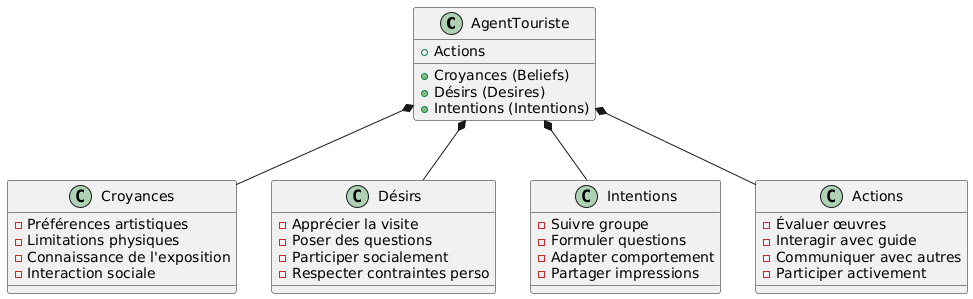 C AgentTouriste
Actions
Croyances (Beliefs)
Désirs (Desires)
Intentions (Intentions)
C Croyances
Préférences artistiques
Limitations physiques
Connaissance de l'exposition
Interaction sociale
C Désirs
Apprécier la visite
Poser des questions
Participer socialement
Respecter contraintes perso
C Intentions
Suivre groupe
Formuler questions
Adapter comportement
Partager impressions
C Actions
Évaluer œuvres
Interagir avec guide
Communiquer avec autres
Participer activement